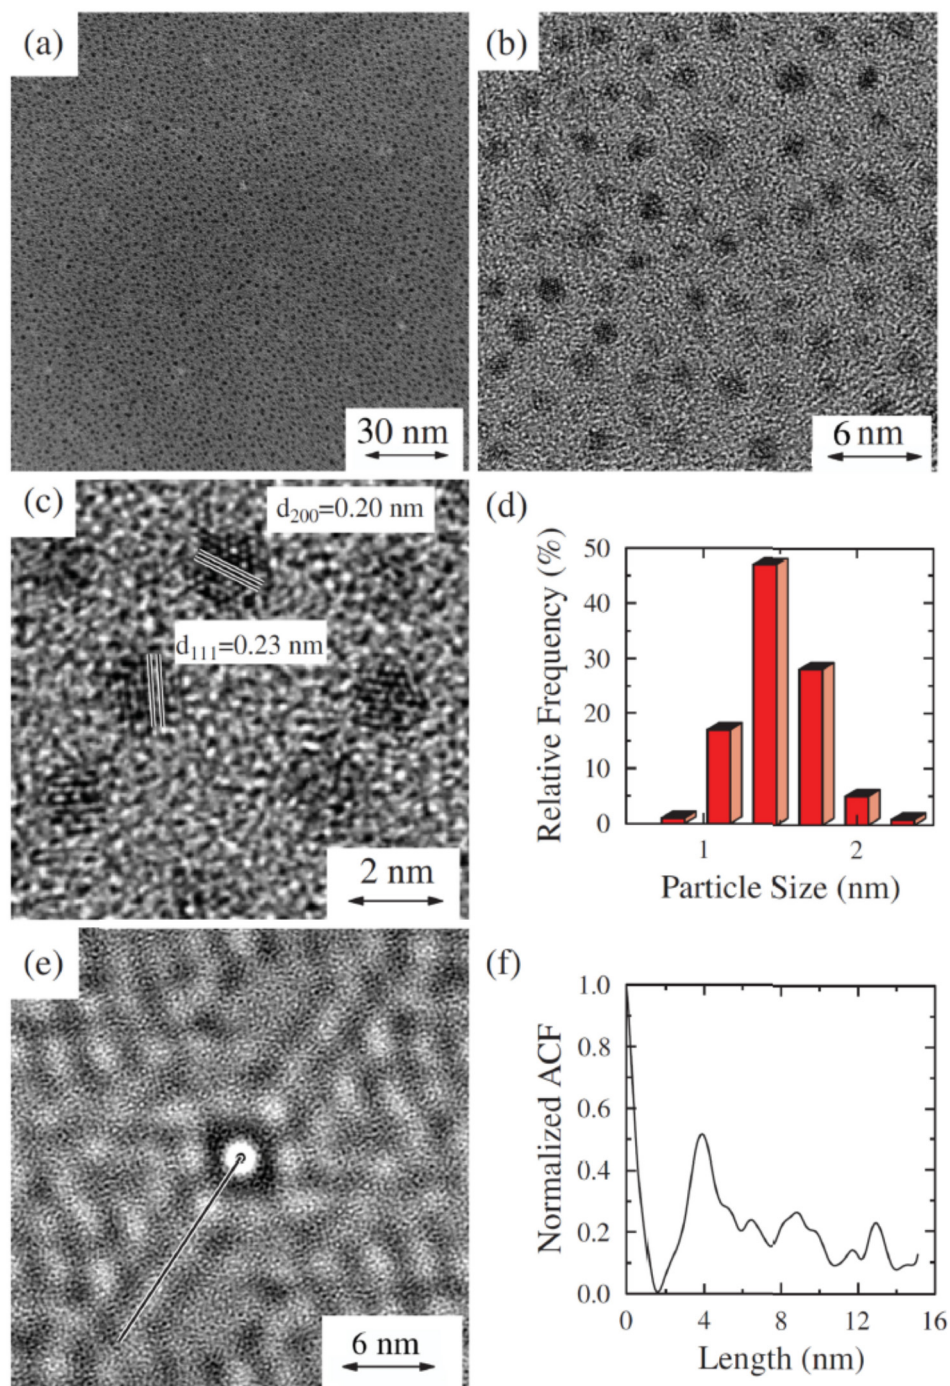 (a)
30 nm
(b)
6 nm
(c)
d200=0.20 nm
d111=0.23 nm
2 nm
(d)
50
40
30
20
10
0
Relative Frequency (%)
1 2
Particle Size (nm)
(e)
6 nm
(f)
1.0
0.8
0.6
0.4
0.2
0.0
Normalized ACF
0 4 8 12 16
Length (nm)